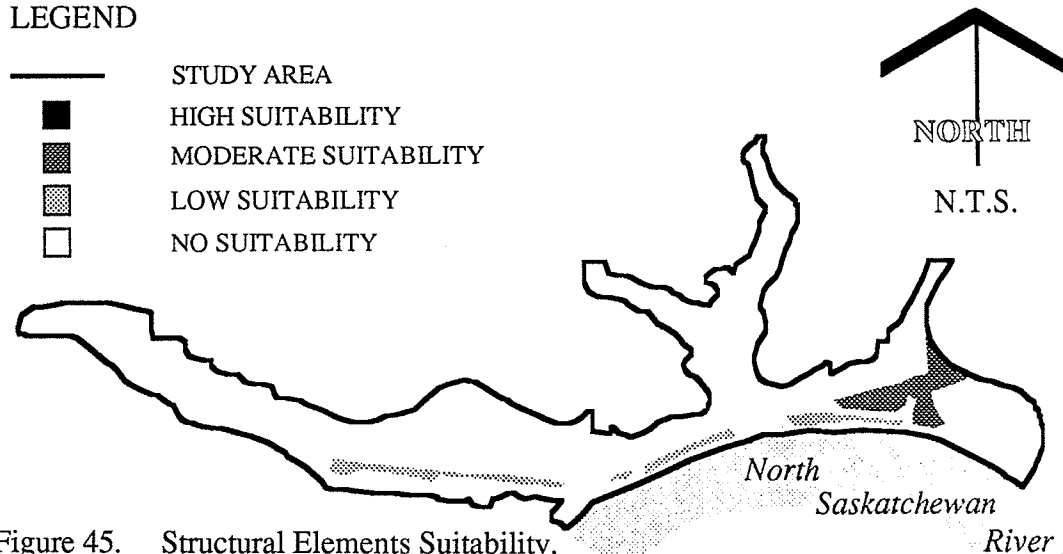 LEGEND
STUDY AREA
HIGH SUITABILITY
MODERATE SUITABILITY
LOW SUITABILITY
NO SUITABILITY
NORTH
N.T.S.
North
Saskatchewan
River
Figure 45. Structural Elements Suitability.